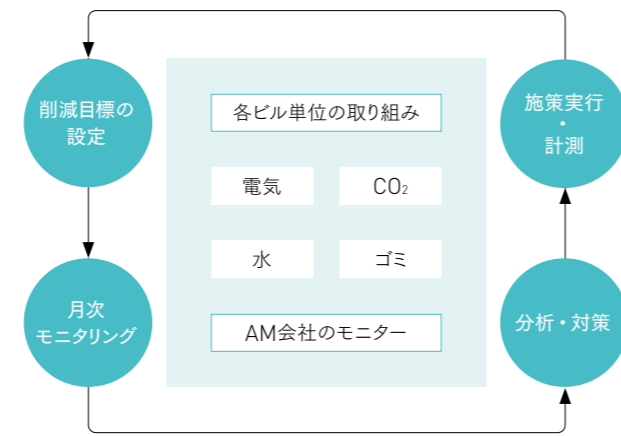 削減目標の
設定
各ビル単位の取り組み
施策実行
・
計測
電気
CO₂
水
ゴミ
月次
モニタリング
AM会社のモニター
分析・対策